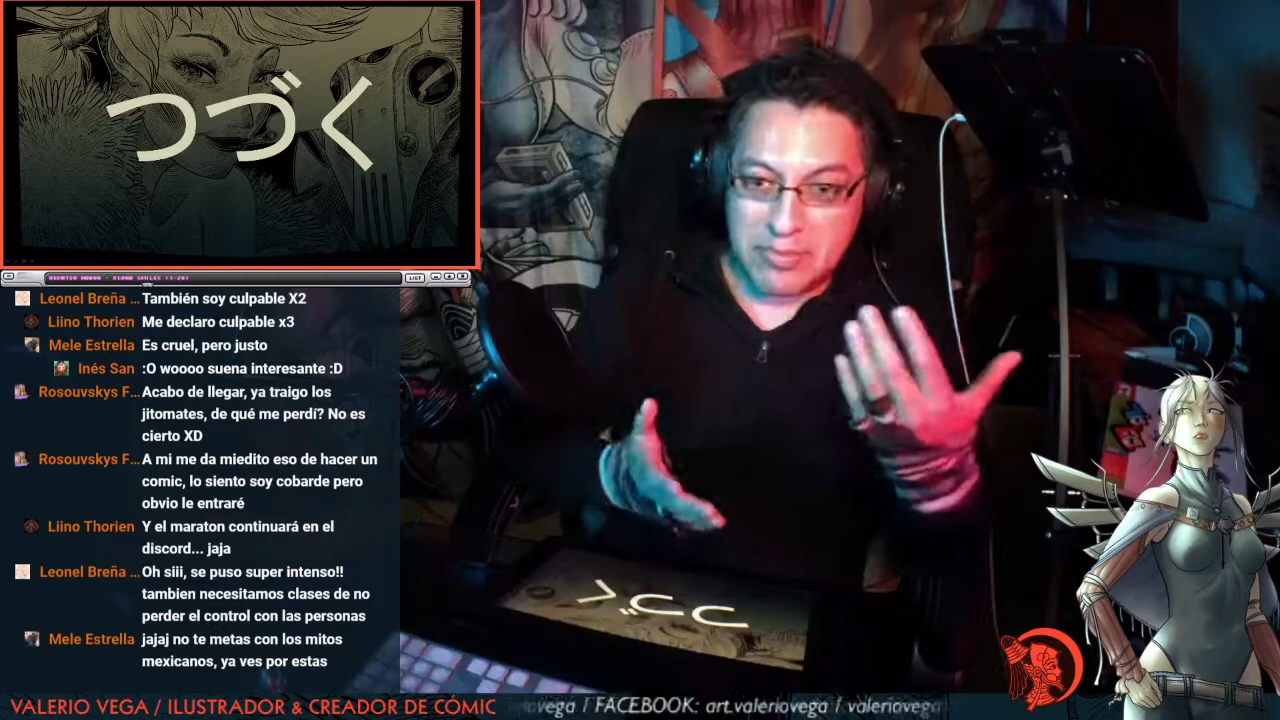 つづく
LIST
Leonel Breña ... También soy culpable X2
Liino Thorien Me declaro culpable x3
Mele Estrella Es cruel, pero justo
Inés San :O woooo suena interesante :D
Rosouvskys F... Acabo de llegar, ya traigo los
jitomates, de qué me perdí? No es
cierto XD
Rosouvskys F... A mi me da miedito eso de hacer un
comic, lo siento soy cobarde pero
obvio le entraré
Liino Thorien Y el maraton continuará en el
discord... jaja
Leonel Breña ... Oh siii, se puso super intenso!!
tambien necesitamos clases de no
perder el control con las personas
Mele Estrella jajaj no te metas con los mitos
mexicanos, ya ves por estas
つづく
VALERIO VEGA / ILUSTRADOR & CREADOR DE CÓMIC
vega / FACEBOOK: art.valeriovega / valeriovega